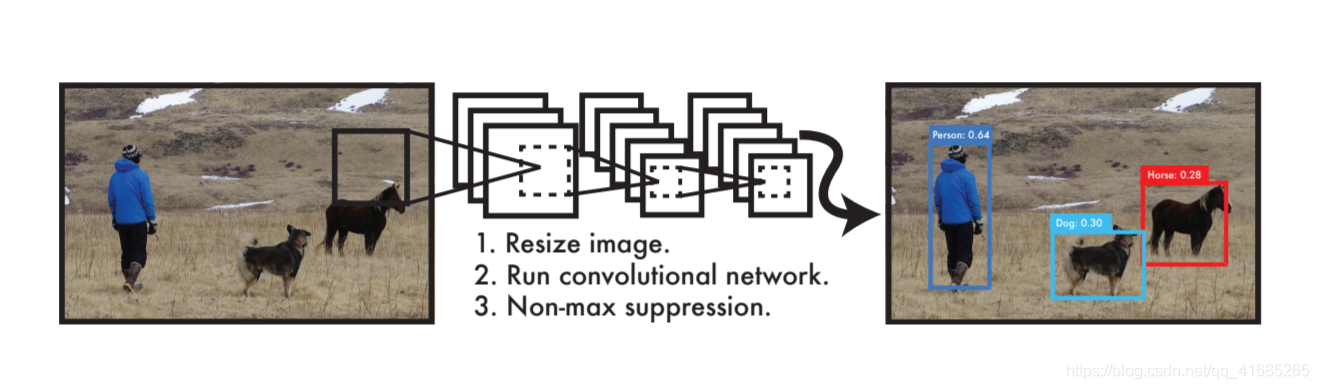 Person: 0.64
Horse: 0.28
Dog: 0.30
1. Resize image.
2. Run convolutional network.
3. Non-max suppression.
https://blog.csdn.net/qq_41685265